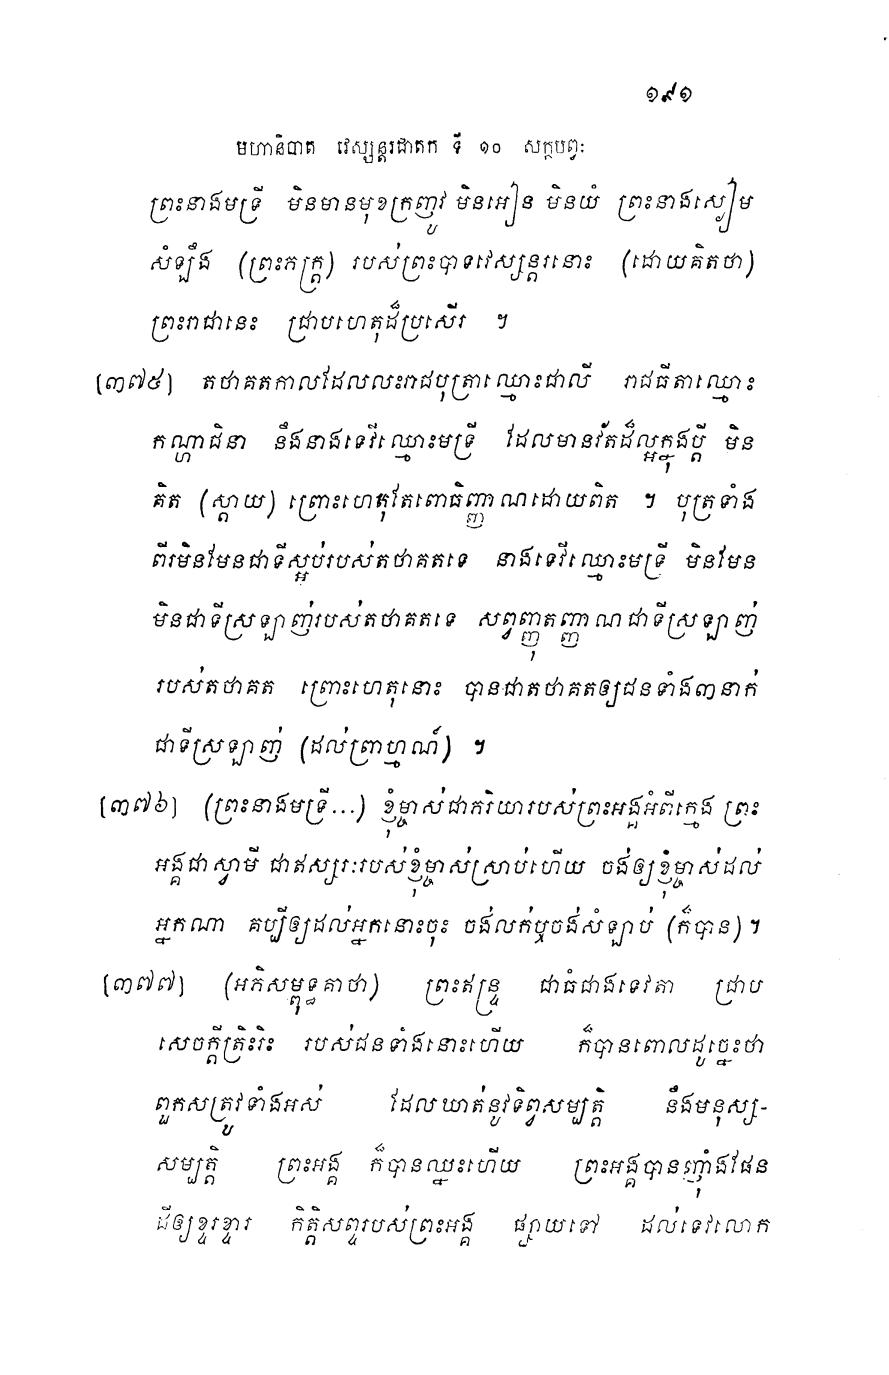 ១៩១
មហានិបាត វេស្សន្តរជាតក ទី ១០ សក្កបព្វៈ
ព្រះនាងមទ្រី មិនមានមុខក្រញូវ មិនអៀន មិនយំ ព្រះនាងស្ងៀម
សំឡឹង (ព្រះភក្ត្រ) របស់ព្រះបាទវេស្សន្តរនោះ (ដោយគិតថា)
ព្រះរាជានេះ ជ្រាបហេតុដ៏ប្រសើរ ។
[៣៧៥] តថាគតកាលដែលលះរាជបុត្រាឈ្មោះជាលី រាជធីតាឈ្មោះ
កណ្ហាជិនា នឹងនាងទេវីឈ្មោះមទ្រី ដែលមានវ័តដ៏ល្អក្នុងប្តី មិន
គិត (ស្តាយ) ព្រោះហេតុតែពោធិញ្ញាណដោយពិត ។ បុត្រទាំង
ពីរមិនមែនជាទីស្អប់របស់តថាគតទេ នាងទេវីឈ្មោះមទ្រី មិនមែន
មិនជាទីស្រឡាញ់របស់តថាគតទេ សព្វញ្ញុតញ្ញាណជាទីស្រឡាញ់
របស់តថាគត ព្រោះហេតុនោះ បានជាតថាគតឲ្យជនទាំង៣នាក់
ជាទីស្រឡាញ់ (ដល់ព្រាហ្មណ៍) ។
[៣៧៦] (ព្រះនាងមទ្រី...) ខ្ញុំម្ចាស់ជាភរិយារបស់ព្រះអង្គអំពីក្មេង ព្រះ
អង្គជាស្វាមី ជាឥស្សរៈរបស់ខ្ញុំម្ចាស់ស្រាប់ហើយ ចង់ឲ្យខ្ញុំម្ចាស់ដល់
អ្នកណា គប្បីឲ្យដល់អ្នកនោះចុះ ចង់លក់ឬចង់សំឡាប់ (ក៏បាន) ។
[៣៧៧] (អភិសម្ពុទ្ធគាថា) ព្រះឥន្ទ្រ ជាធំជាងទេវតា ជ្រាប
សេចក្តីត្រិះរិះ របស់ជនទាំងនោះហើយ ក៏បានពោលដូច្នេះថា
ពួកសត្រូវទាំងអស់ ដែលឃាត់នូវទិព្វសម្បត្តិ នឹងមនុស្ស-
សម្បត្តិ ព្រះអង្គ ក៏បានឈ្នះហើយ ព្រះអង្គបានញ៉ាំងផែន
ដីឲ្យខ្ទរខ្ទារ កិត្តិសព្ទរបស់ព្រះអង្គ ផ្សាយទៅ ដល់ទេវលោក